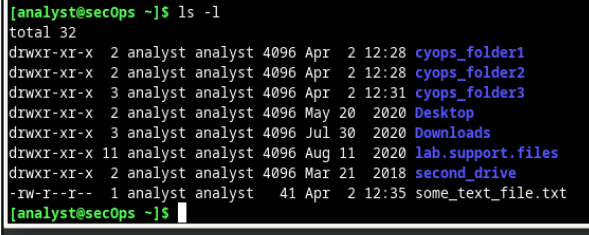 [analyst@secOps ~]$ ls -l
total 32
drwxr-xr-x  2 analyst analyst 4096 Apr  2 12:28 cyops_folder1
drwxr-xr-x  2 analyst analyst 4096 Apr  2 12:28 cyops_folder2
drwxr-xr-x  3 analyst analyst 4096 Apr  2 12:31 cyops_folder3
drwxr-xr-x  2 analyst analyst 4096 May 20  2020 Desktop
drwxr-xr-x  3 analyst analyst 4096 Jul 30  2020 Downloads
drwxr-xr-x 11 analyst analyst 4096 Aug 11  2020 lab.support.files
drwxr-xr-x  2 analyst analyst 4096 Mar 21  2018 second_drive
-rw-r--r--  1 analyst analyst   41 Apr  2 12:35 some_text_file.txt
[analyst@secOps ~]$